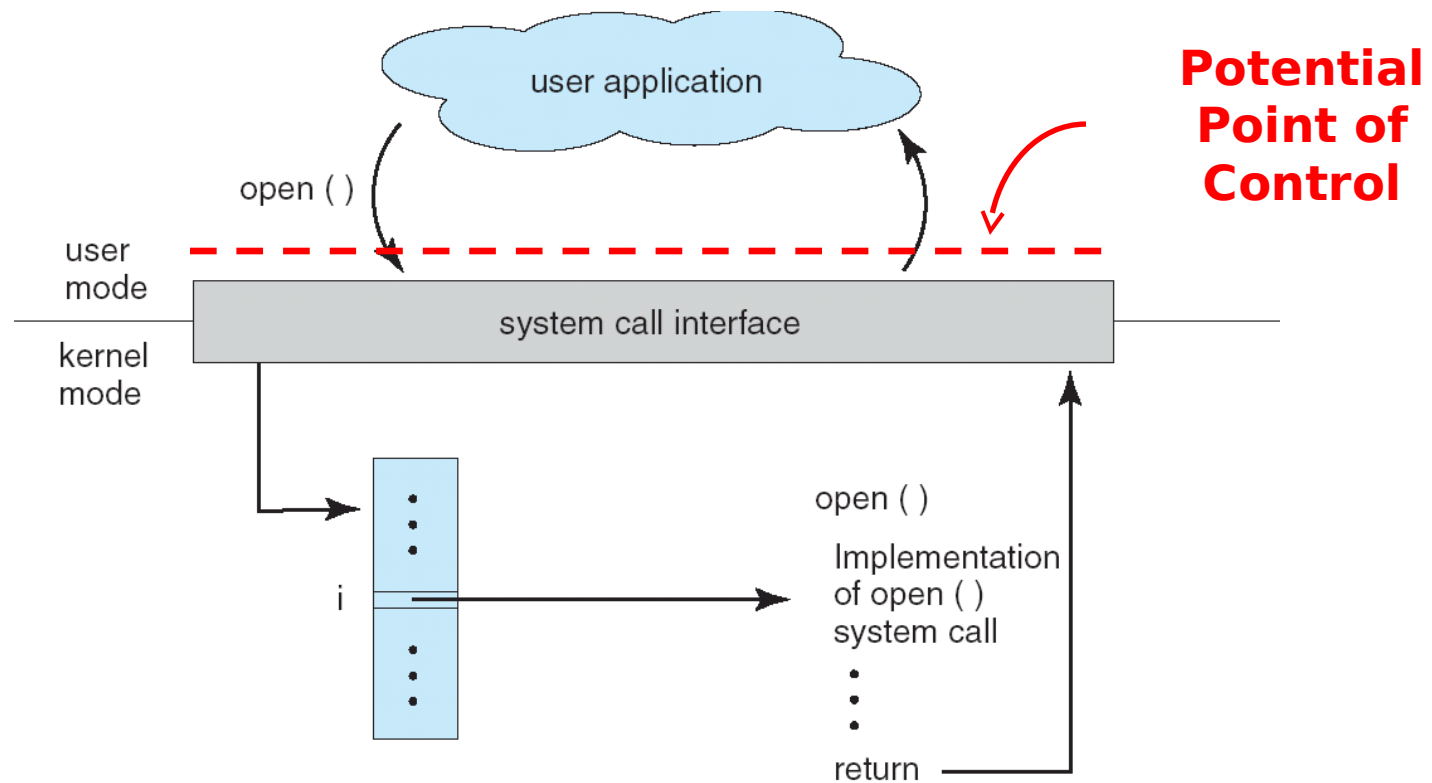 user application
Potential
Point of
Control
open ( )
user
mode
system call interface
kernel
mode
i
open ( )
Implementation
of open ( )
system call
return